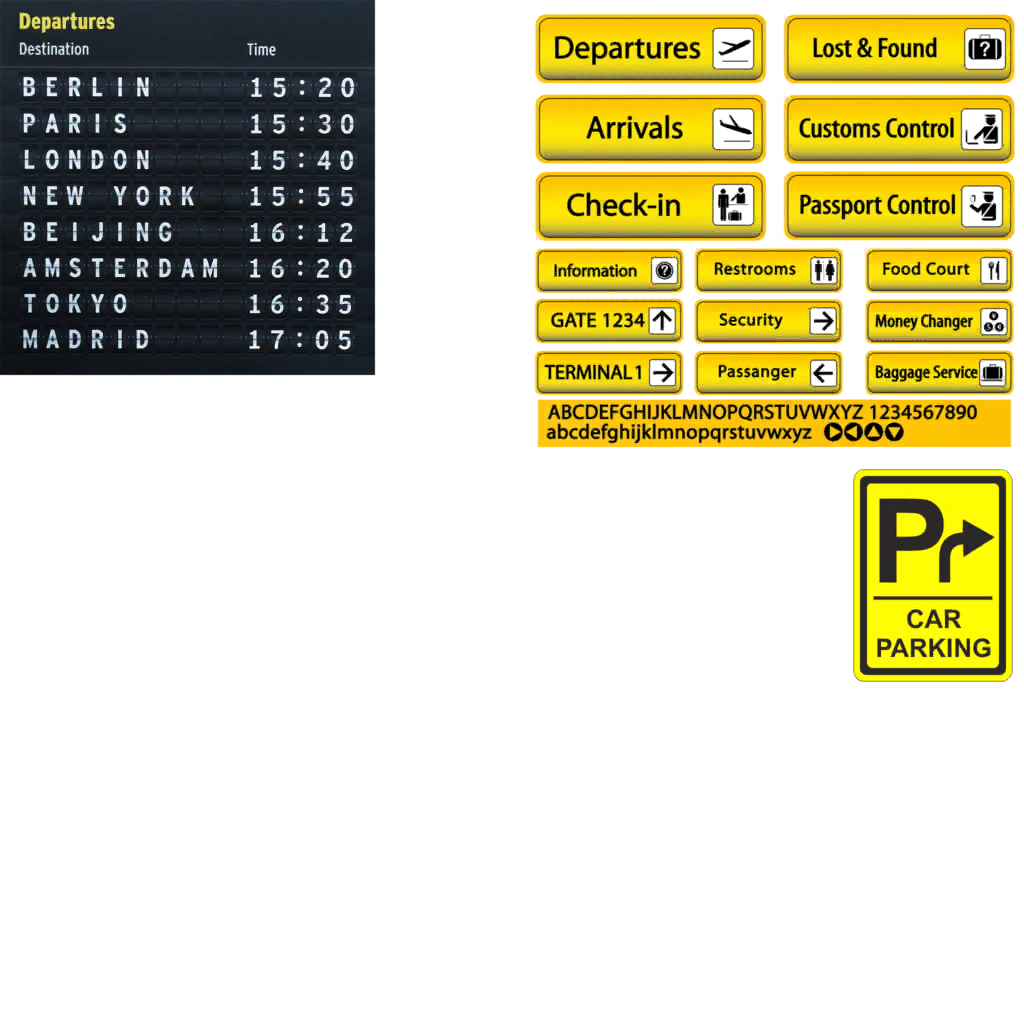 Departures
Destination Time
BERLIN 15:20
PARIS 15:30
LONDON 15:40
NEW YORK 15:55
BEIJING 16:12
AMSTERDAM 16:20
TOKYO 16:35
MADRID 17:05
Departures
Lost & Found
?
Arrivals
Customs Control
Check-in
Passport Control
Information
?
Restrooms
Food Court
GATE 1234
Security
Money Changer
TERMINAL1
Passanger
Baggage Service
ABCDEFGHIJKLMNOPQRSTUVWXYZ 1234567890
abcdefghijklmnopqrstuvwxyz
P
CAR
PARKING